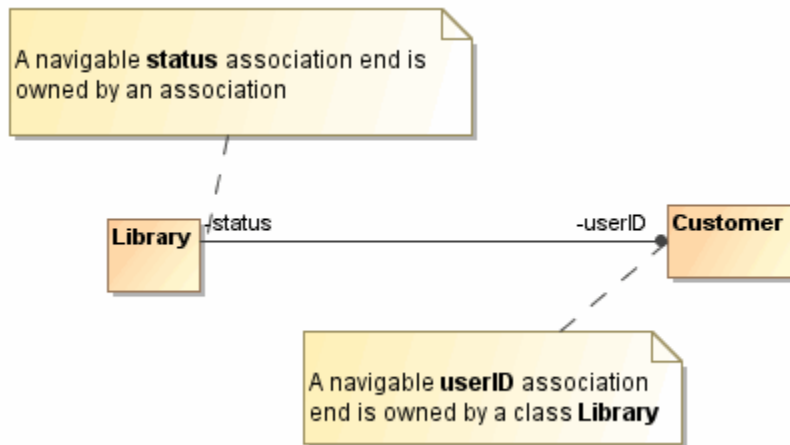 A navigable status association end is
owned by an association
Library
-/status
-userID
Customer
A navigable userID association
end is owned by a class Library